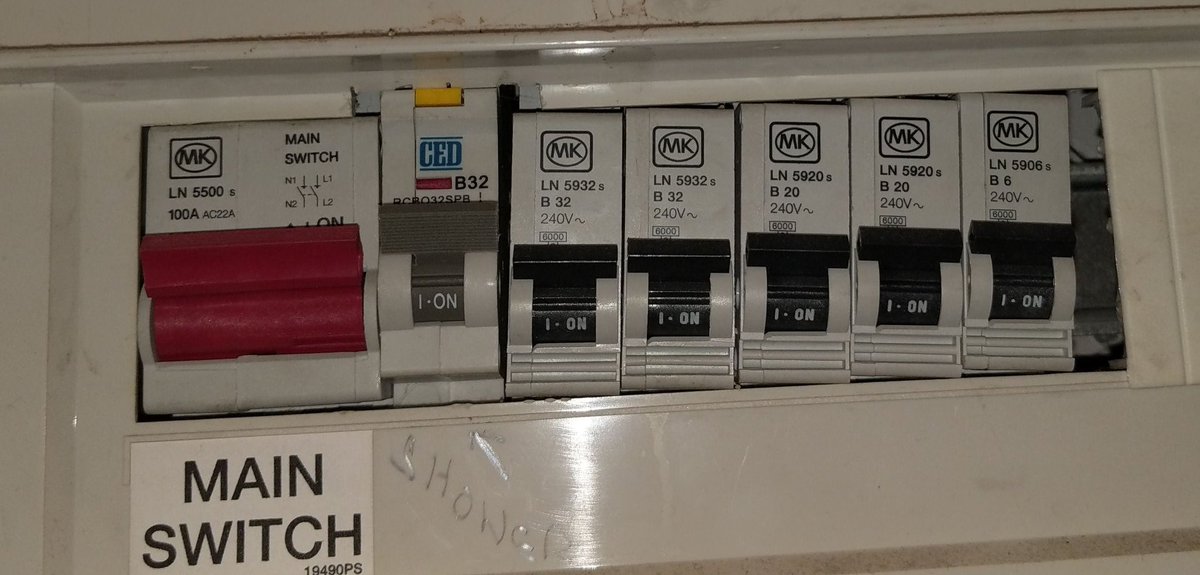 MK
MAIN
SWITCH
N1 L1
N2 L2
LN 5500 s
100A AC22A
ON
CED
B32
RCBO32SPB
I·ON
MK
LN 5932 s
B 32
240V~
6000
I·ON
MK
LN 5932 s
B 32
240V~
6000
I·ON
MK
LN 5920 s
B 20
240V~
6000
I·ON
MK
LN 5920 s
B 20
240V~
6000
I·ON
MK
LN 5906 s
B 6
240V~
6000
I·ON
MAIN
SWITCH
19490PS